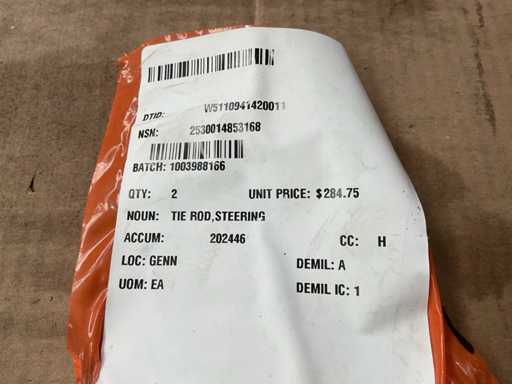 DTID: W5110941420011
NSN: 2530014853168
BATCH: 1003988166
QTY: 2 UNIT PRICE: $284.75
NOUN: TIE ROD,STEERING
ACCUM: 202446 CC: H
LOC: GENN DEMIL: A
UOM: EA DEMIL IC: 1